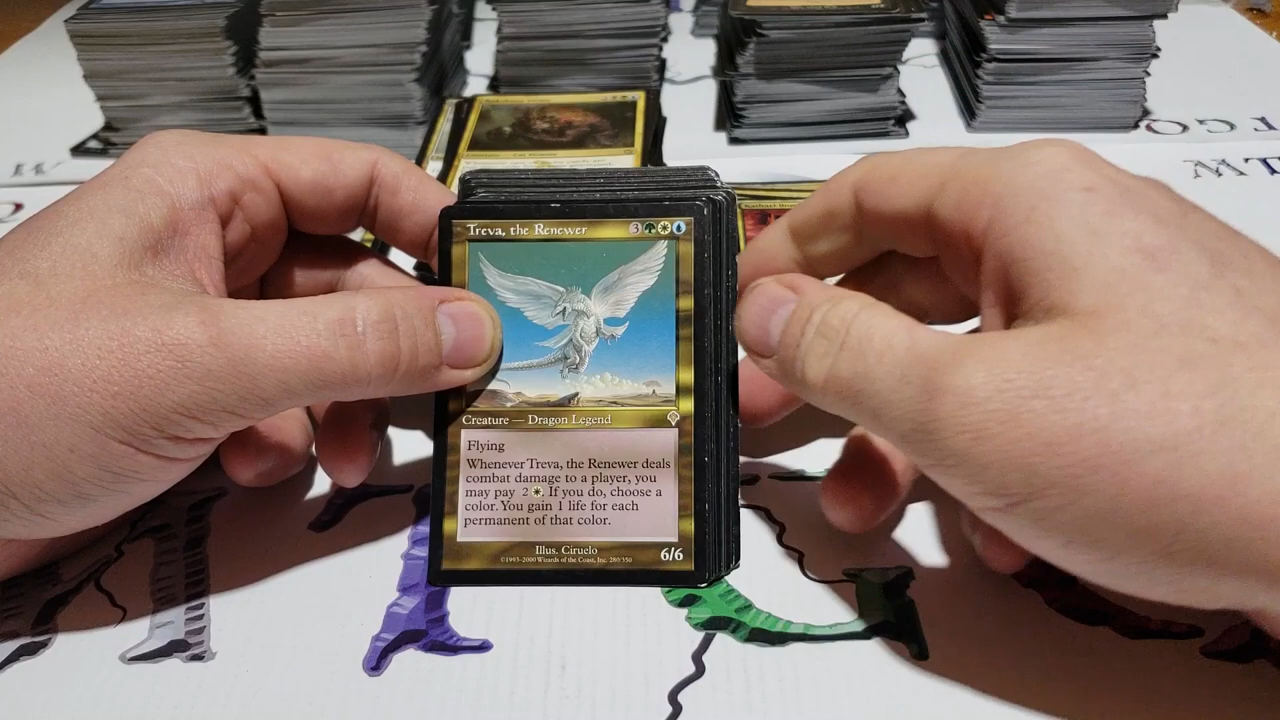 Treva, the Renewer 3
Creature — Dragon Legend
Flying
Whenever Treva, the Renewer deals
combat damage to a player, you
may pay 2 . If you do, choose a
color. You gain 1 life for each
permanent of that color.
Illus. Ciruelo
©1993-2000 Wizards of the Coast, Inc. 280/350
6/6